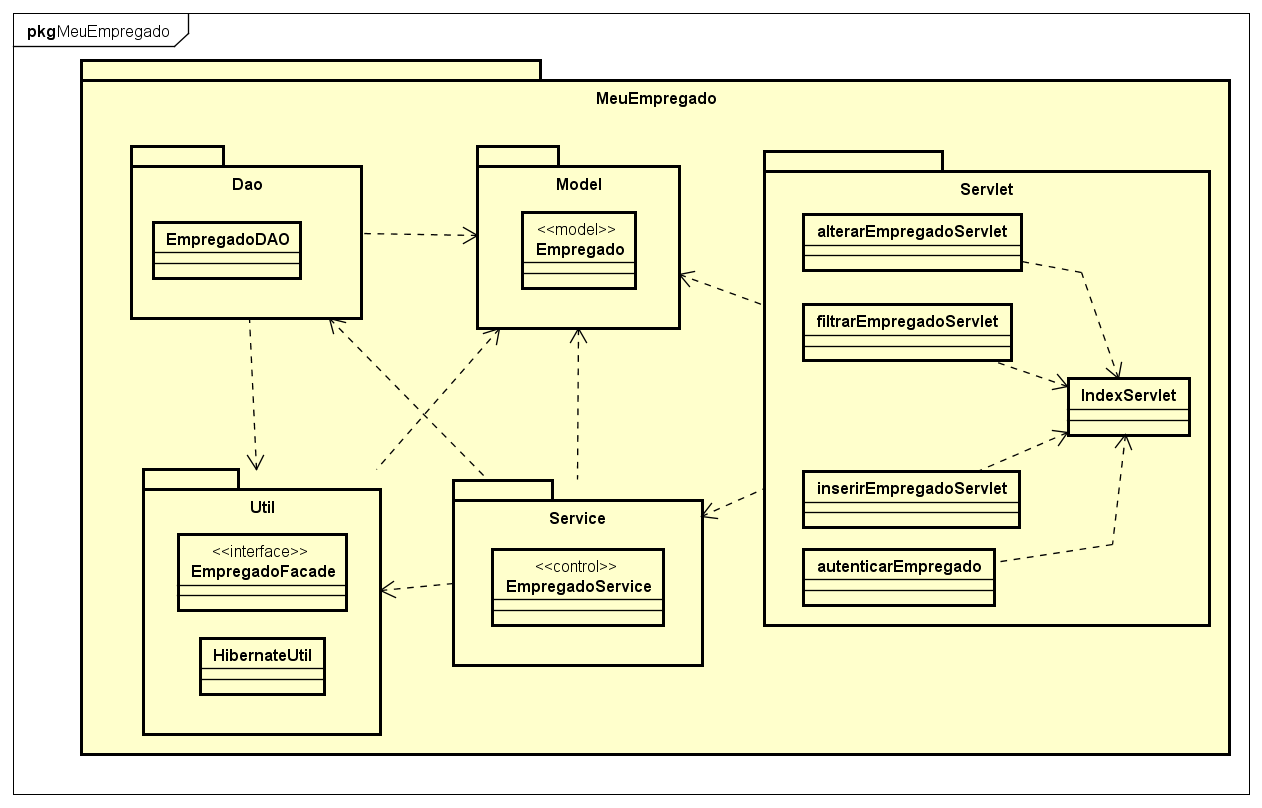 pkgMeuEmpregado
MeuEmpregado
Dao
EmpregadoDAO
Model
<<model>>
Empregado
Servlet
alterarEmpregadoServlet
filtrarEmpregadoServlet
IndexServlet
inserirEmpregadoServlet
autenticarEmpregado
Util
<<interface>>
EmpregadoFacade
HibernateUtil
Service
<<control>>
EmpregadoService